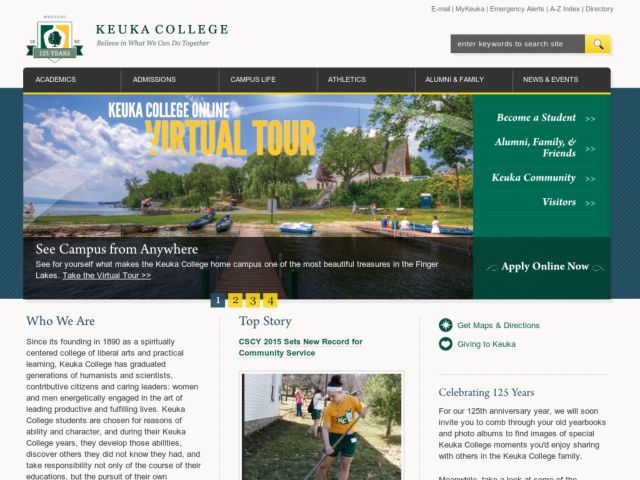 E-mail | MyKeuka | Emergency Alerts | A-Z Index | Directory
KEUKA COLLEGE
Believe in What We Can Do Together
18 90
125 YEARS
enter keywords to search site
ACADEMICS
ADMISSIONS
CAMPUS LIFE
ATHLETICS
ALUMNI & FAMILY
NEWS & EVENTS
KEUKA COLLEGE ONLINE
VIRTUAL TOUR
Become a Student >>
Alumni, Family, &
Friends >>
Keuka Community >>
Visitors >>
Apply Online Now
See Campus from Anywhere
See for yourself what makes the Keuka College home campus one of the most beautiful treasures in the Finger
Lakes. Take the Virtual Tour >>
1 2 3 4
Who We Are
Since its founding in 1890 as a spiritually
centered college of liberal arts and practical
learning, Keuka College has graduated
generations of humanists and scientists,
contributive citizens and caring leaders: women
and men energetically engaged in the art of
leading productive and fulfilling lives. Keuka
College students are chosen for reasons of
ability and character, and during their Keuka
College years, they develop those abilities,
discover others they did not know they had, and
take responsibility not only of the course of their
educations, but the pursuit of their own
Top Story
CSCY 2015 Sets New Record for
Community Service
Get Maps & Directions
Giving to Keuka
Celebrating 125 Years
For our 125th anniversary year, we will soon
invite you to comb through your old yearbooks
and photo albums to find images of special
Keuka College moments you'd enjoy sharing
with others in the Keuka College family.
Meanwhile, take a look at some of the